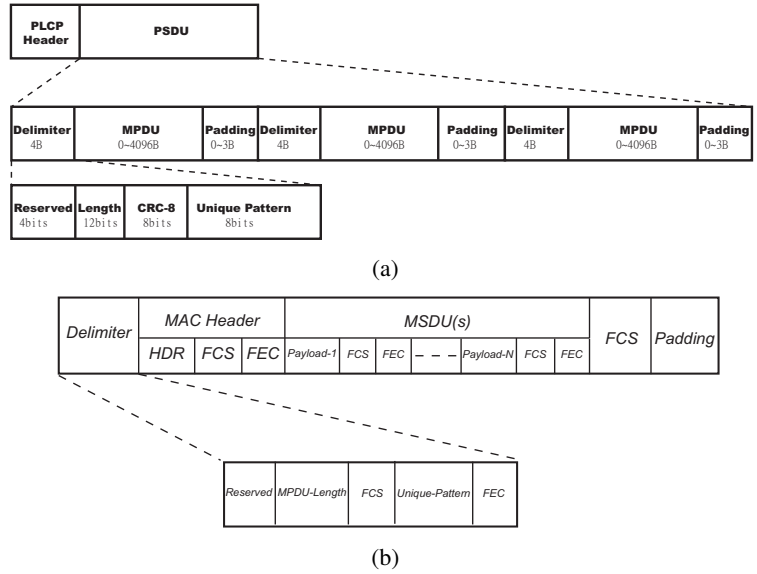 PLCP
Header
PSDU
Delimiter MPDU Padding Delimiter MPDU Padding Delimiter MPDU Padding
4B 0~4096B 0~3B 4B 0~4096B 0~3B 4B 0~4096B 0~3B
Reserved Length CRC-8 Unique Pattern
4bits 12bits 8bits 8bits
(a)
Delimiter MAC Header MSDU(s) FCS Padding
HDR FCS FEC Payload-1 FCS FEC Payload-N FCS FEC
Reserved MPDU-Length FCS Unique-Pattern FEC
(b)